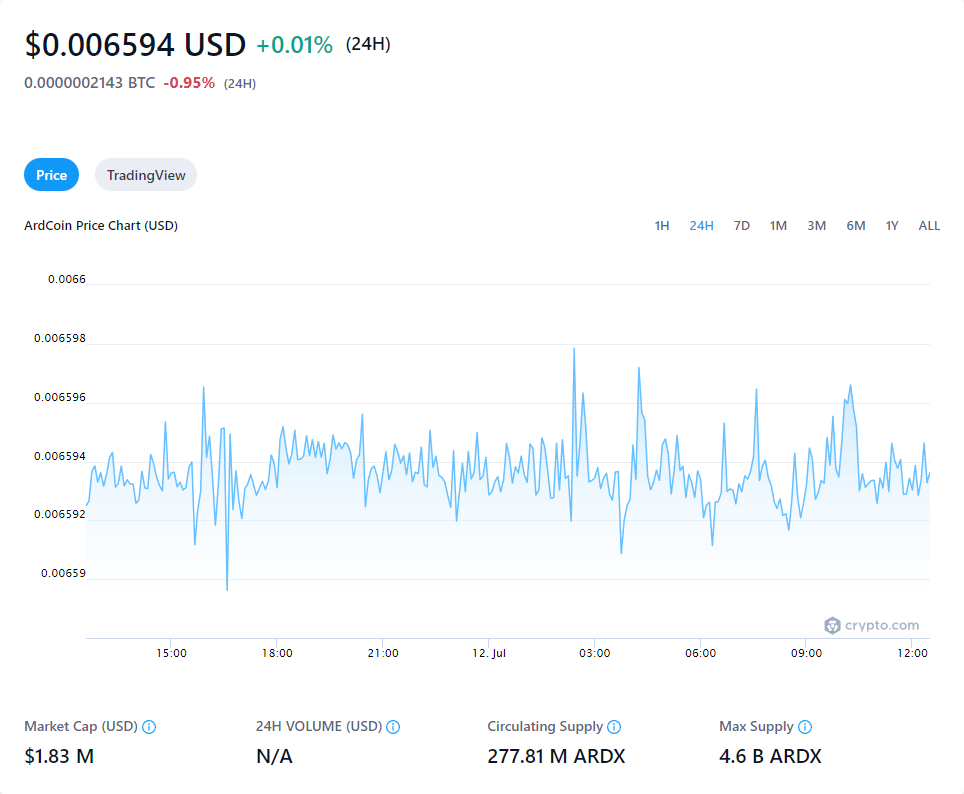 $0.006594 USD +0.01% (24H)
0.0000002143 BTC -0.95% (24H)
Price TradingView
ArdCoin Price Chart (USD) 1H 24H 7D 1M 3M 6M 1Y ALL
0.0066
0.006598
0.006596
0.006594
0.006592
0.00659
crypto.com
15:00 18:00 21:00 12. Jul 03:00 06:00 09:00 12:00
Market Cap (USD) 24H VOLUME (USD) Circulating Supply Max Supply
$1.83 M N/A 277.81 M ARDX 4.6 B ARDX